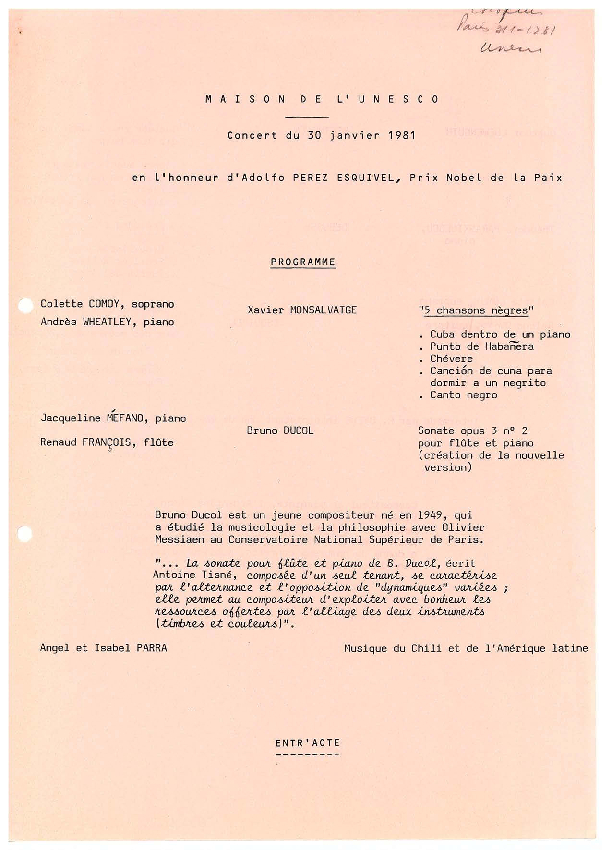 Paris
Unesco
MAISON DE L'UNESCO
Concert du 30 janvier 1981
en l'honneur d'Adolfo PEREZ ESQUIVEL, Prix Nobel de la Paix
PROGRAMME
Colette COMOY, soprano
Andrès WHEATLEY, piano
Xavier MONSALVATGE
"5 chansons nègres"
. Cuba dentro de un piano
. Punto de Habañera
. Chévere
. Canción de cuna para
dormir a un negrito
. Canto negro
Jacqueline MÉFANO, piano
Renaud FRANÇOIS, flûte
Bruno DUCOL
Sonate opus 3 n° 2
pour flûte et piano
(création de la nouvelle
version)
Bruno Ducol est un jeune compositeur né en 1949, qui
a étudié la musicologie et la philosophie avec Olivier
Messiaen au Conservatoire National Supérieur de Paris.
"... La sonate pour flûte et piano de B. Ducol, écrit
Antoine Tisné, composée d'un seul tenant, se caractérise
par l'alternance et l'opposition de "dynamiques" variées ;
elle permet au compositeur d'exploiter avec bonheur les
ressources offertes par l'alliage des deux instruments
(timbres et couleurs)".
Angel et Isabel PARRA
Musique du Chili et de l'Amérique latine
ENTR'ACTE